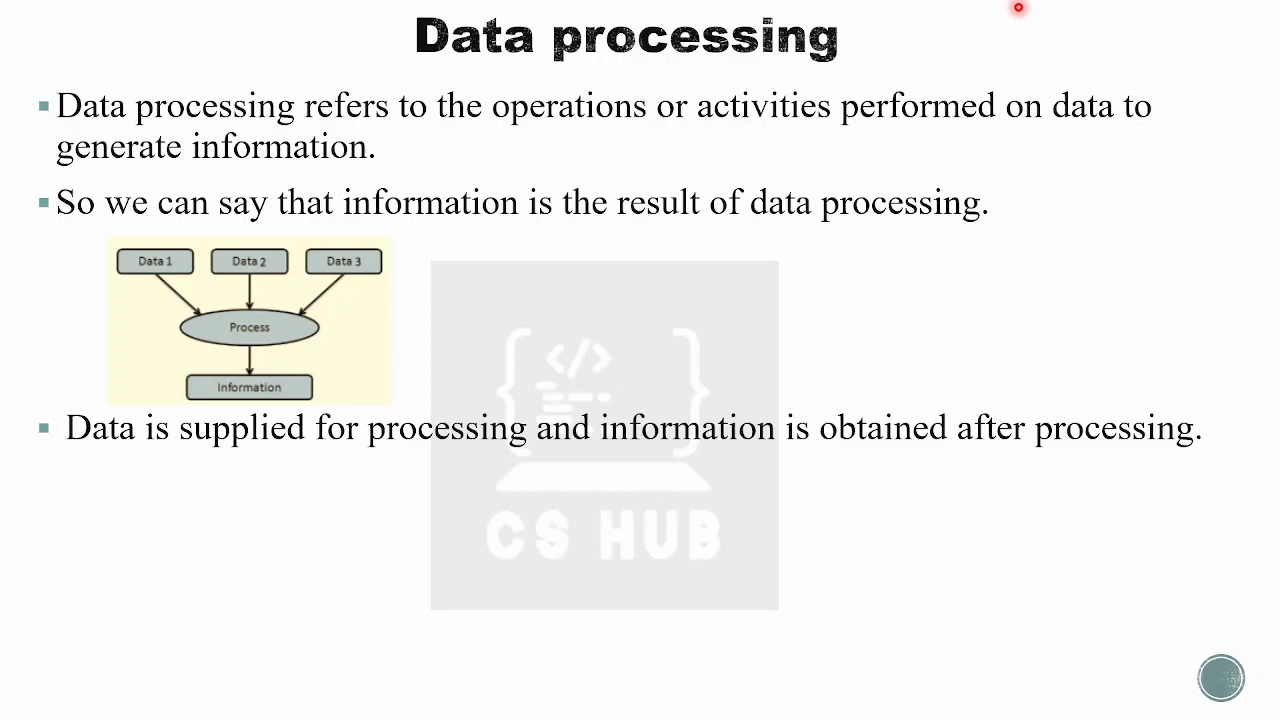 Data processing
Data processing refers to the operations or activities performed on data to
generate information.
So we can say that information is the result of data processing.
Data 1 Data 2 Data 3
Process
Information
Data is supplied for processing and information is obtained after processing.
</>
CS HUB